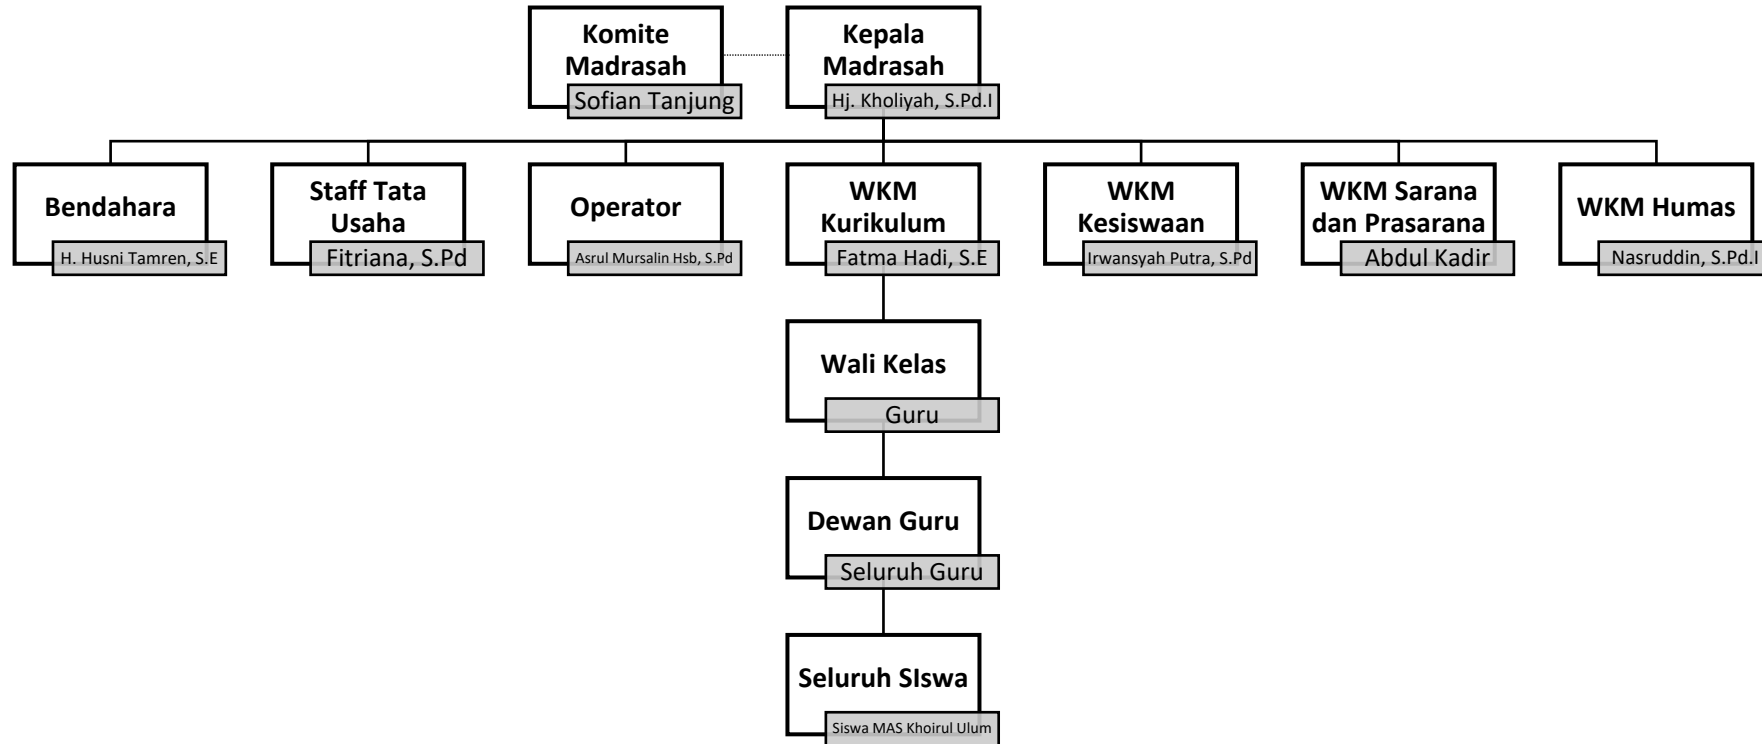 Komite
Madrasah
Sofian Tanjung
Kepala
Madrasah
Hj. Kholiyah, S.Pd.I
Bendahara
H. Husni Tamren, S.E
Staff Tata
Usaha
Fitriana, S.Pd
Operator
Asrul Mursalin Hsb, S.Pd
WKM
Kurikulum
Fatma Hadi, S.E
WKM
Kesiswaan
Irwansyah Putra, S.Pd
WKM Sarana
dan Prasarana
Abdul Kadir
WKM Humas
Nasruddin, S.Pd.I
Wali Kelas
Guru
Dewan Guru
Seluruh Guru
Seluruh SIswa
Siswa MAS Khoirul Ulum